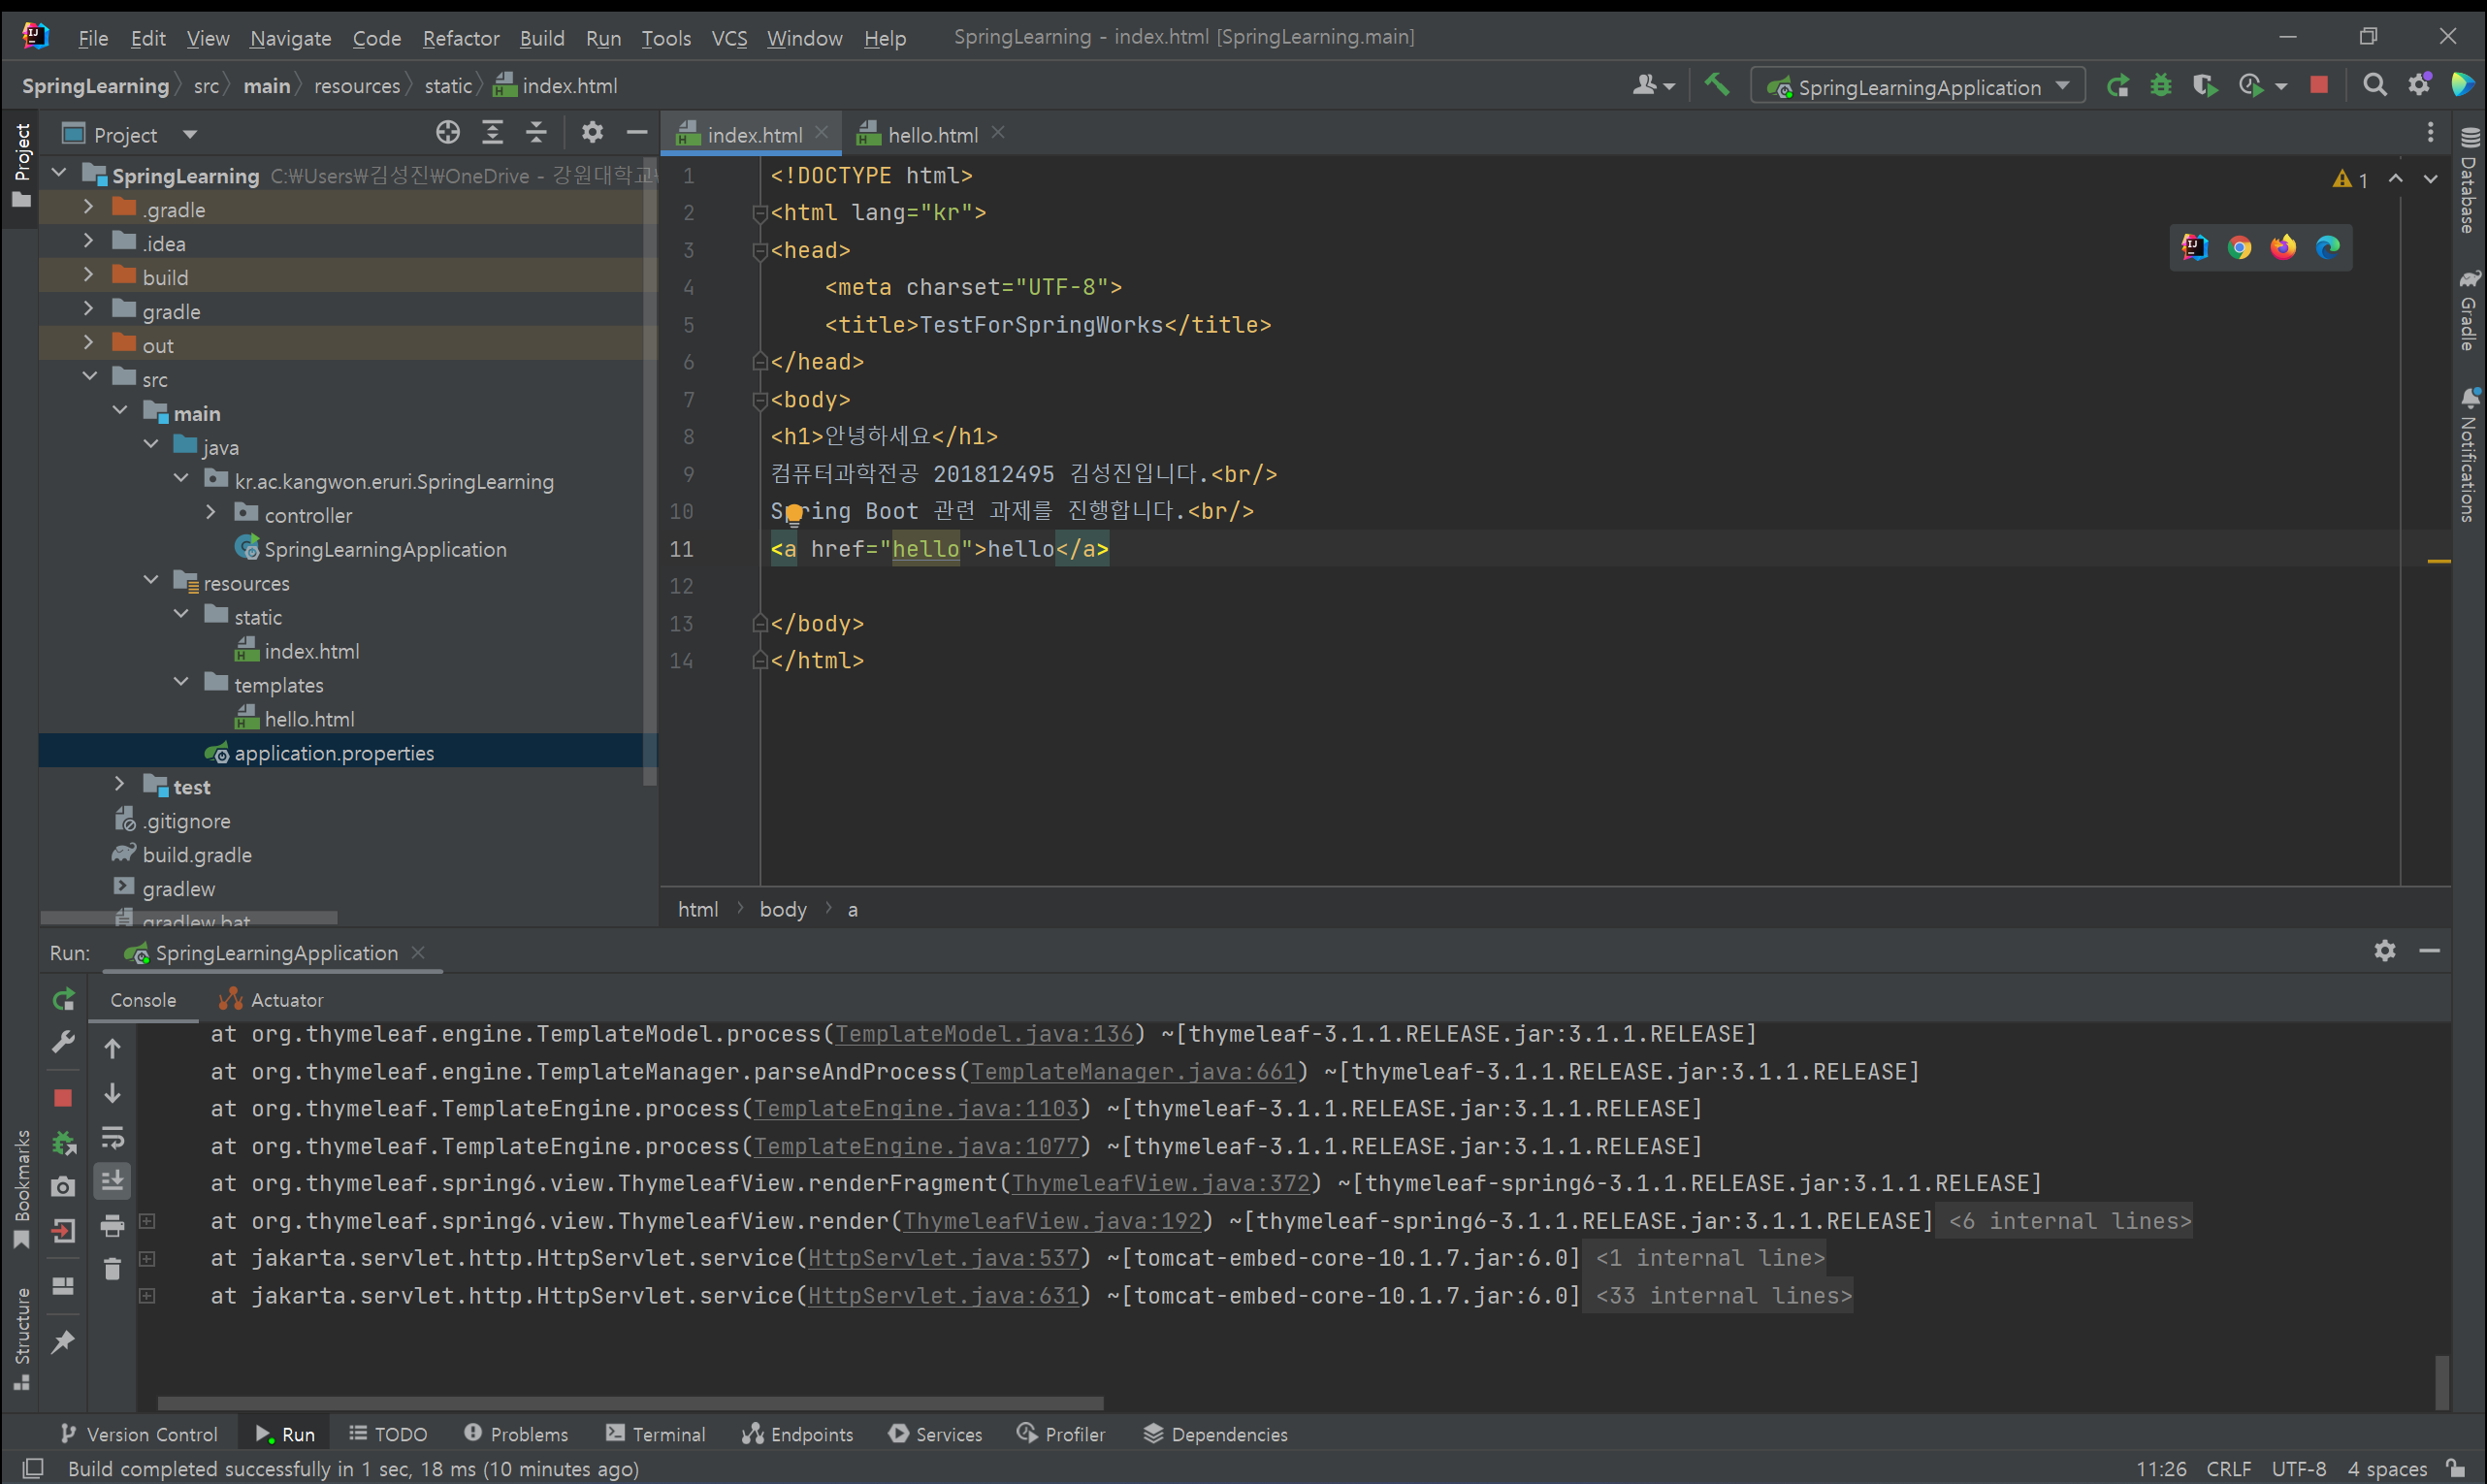 File Edit View Navigate Code Refactor Build Run Tools VCS Window Help SpringLearning - index.html [SpringLearning.main]
SpringLearning src main resources static index.html SpringLearningApplication
Project
Project
index.html
hello.html
SpringLearning C:₩Users₩김성진₩OneDrive - 강원대학교
.gradle
.idea
build
gradle
out
src
main
java
kr.ac.kangwon.eruri.SpringLearning
controller
SpringLearningApplication
resources
static
index.html
templates
hello.html
application.properties
test
.gitignore
build.gradle
gradlew
gradlew.bat
1 <!DOCTYPE html>
2 <html lang="kr">
3 <head>
4 <meta charset="UTF-8">
5 <title>TestForSpringWorks</title>
6 </head>
7 <body>
8 <h1>안녕하세요</h1>
9 컴퓨터과학전공 201812495 김성진입니다.<br/>
10 Spring Boot 관련 과제를 진행합니다.<br/>
11 <a href="hello">hello</a>
12
13 </body>
14 </html>
1
Database
Gradle
Notifications
html body a
Run: SpringLearningApplication
Console Actuator
at org.thymeleaf.engine.TemplateModel.process(TemplateModel.java:136) ~[thymeleaf-3.1.1.RELEASE.jar:3.1.1.RELEASE]
at org.thymeleaf.engine.TemplateManager.parseAndProcess(TemplateManager.java:661) ~[thymeleaf-3.1.1.RELEASE.jar:3.1.1.RELEASE]
at org.thymeleaf.TemplateEngine.process(TemplateEngine.java:1103) ~[thymeleaf-3.1.1.RELEASE.jar:3.1.1.RELEASE]
at org.thymeleaf.TemplateEngine.process(TemplateEngine.java:1077) ~[thymeleaf-3.1.1.RELEASE.jar:3.1.1.RELEASE]
at org.thymeleaf.spring6.view.ThymeleafView.renderFragment(ThymeleafView.java:372) ~[thymeleaf-spring6-3.1.1.RELEASE.jar:3.1.1.RELEASE]
at org.thymeleaf.spring6.view.ThymeleafView.render(ThymeleafView.java:192) ~[thymeleaf-spring6-3.1.1.RELEASE.jar:3.1.1.RELEASE] <6 internal lines>
at jakarta.servlet.http.HttpServlet.service(HttpServlet.java:537) ~[tomcat-embed-core-10.1.7.jar:6.0] <1 internal line>
at jakarta.servlet.http.HttpServlet.service(HttpServlet.java:631) ~[tomcat-embed-core-10.1.7.jar:6.0] <33 internal lines>
Bookmarks
Structure
Version Control Run TODO Problems Terminal Endpoints Services Profiler Dependencies
Build completed successfully in 1 sec, 18 ms (10 minutes ago) 11:26 CRLF UTF-8 4 spaces